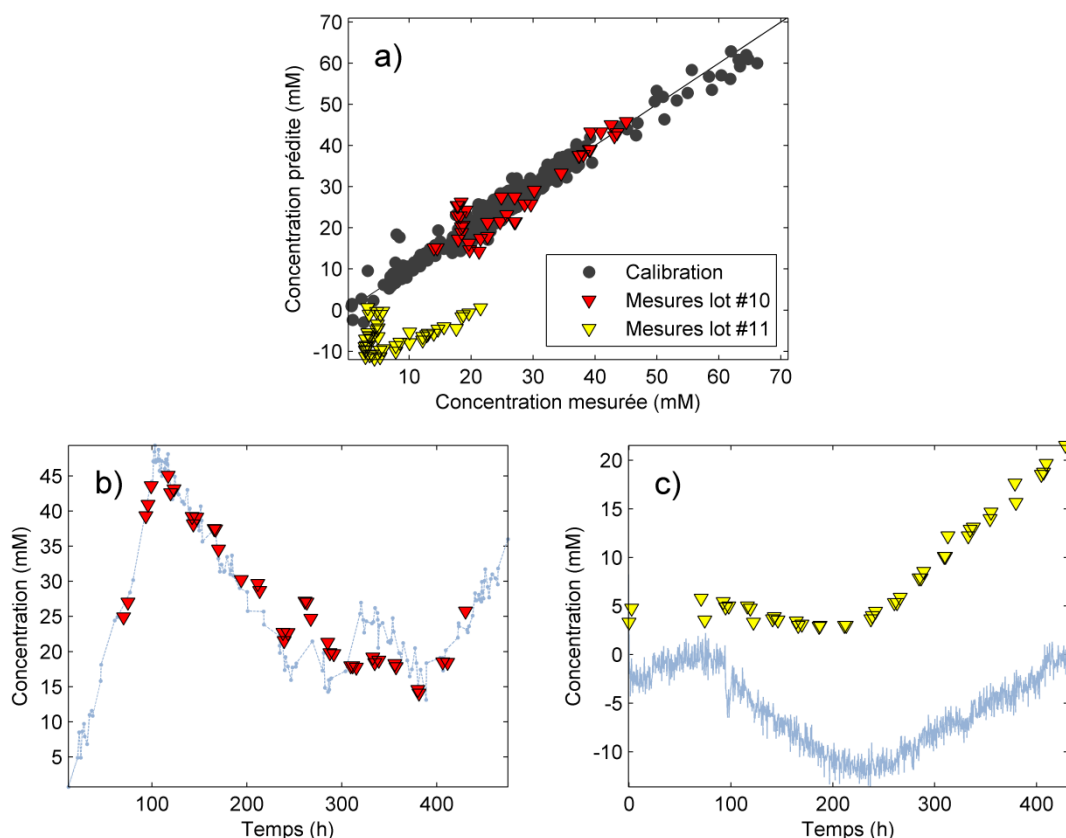 a)
Concentration prédite (mM)
70
60
50
40
30
20
10
0
-10
Calibration
Mesures lot #10
Mesures lot #11
10 20 30 40 50 60 70
Concentration mesurée (mM)
b)
Concentration (mM)
45
40
35
30
25
20
15
10
5
100 200 300 400
Temps (h)
c)
Concentration (mM)
20
15
10
5
0
-5
-10
0 100 200 300 400
Temps (h)